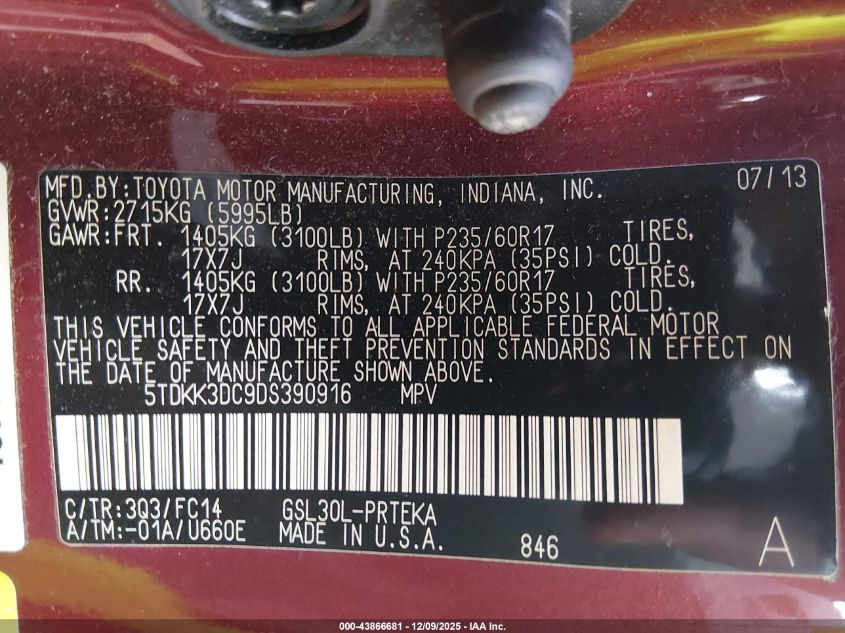 MFD. BY: TOYOTA MOTOR MANUFACTURING, INDIANA, INC. 07/13
GVWR: 2715KG (5995LB)
GAWR: FRT. 1405KG (3100LB) WITH P235/60R17 TIRES,
17X7J RIMS, AT 240KPA (35PSI) COLD.
RR. 1405KG (3100LB) WITH P235/60R17 TIRES,
17X7J RIMS, AT 240KPA (35PSI) COLD.
THIS VEHICLE CONFORMS TO ALL APPLICABLE FEDERAL MOTOR
VEHICLE SAFETY AND THEFT PREVENTION STANDARDS IN EFFECT ON
THE DATE OF MANUFACTURE SHOWN ABOVE.
5TDKK3DC9DS390916 MPV
C/TR: 3Q3/FC14 GSL30L-PRTEKA
A/TM: -01A/U660E MADE IN U.S.A. 846 A
000-43866681 - 12/09/2025 - IAA Inc.